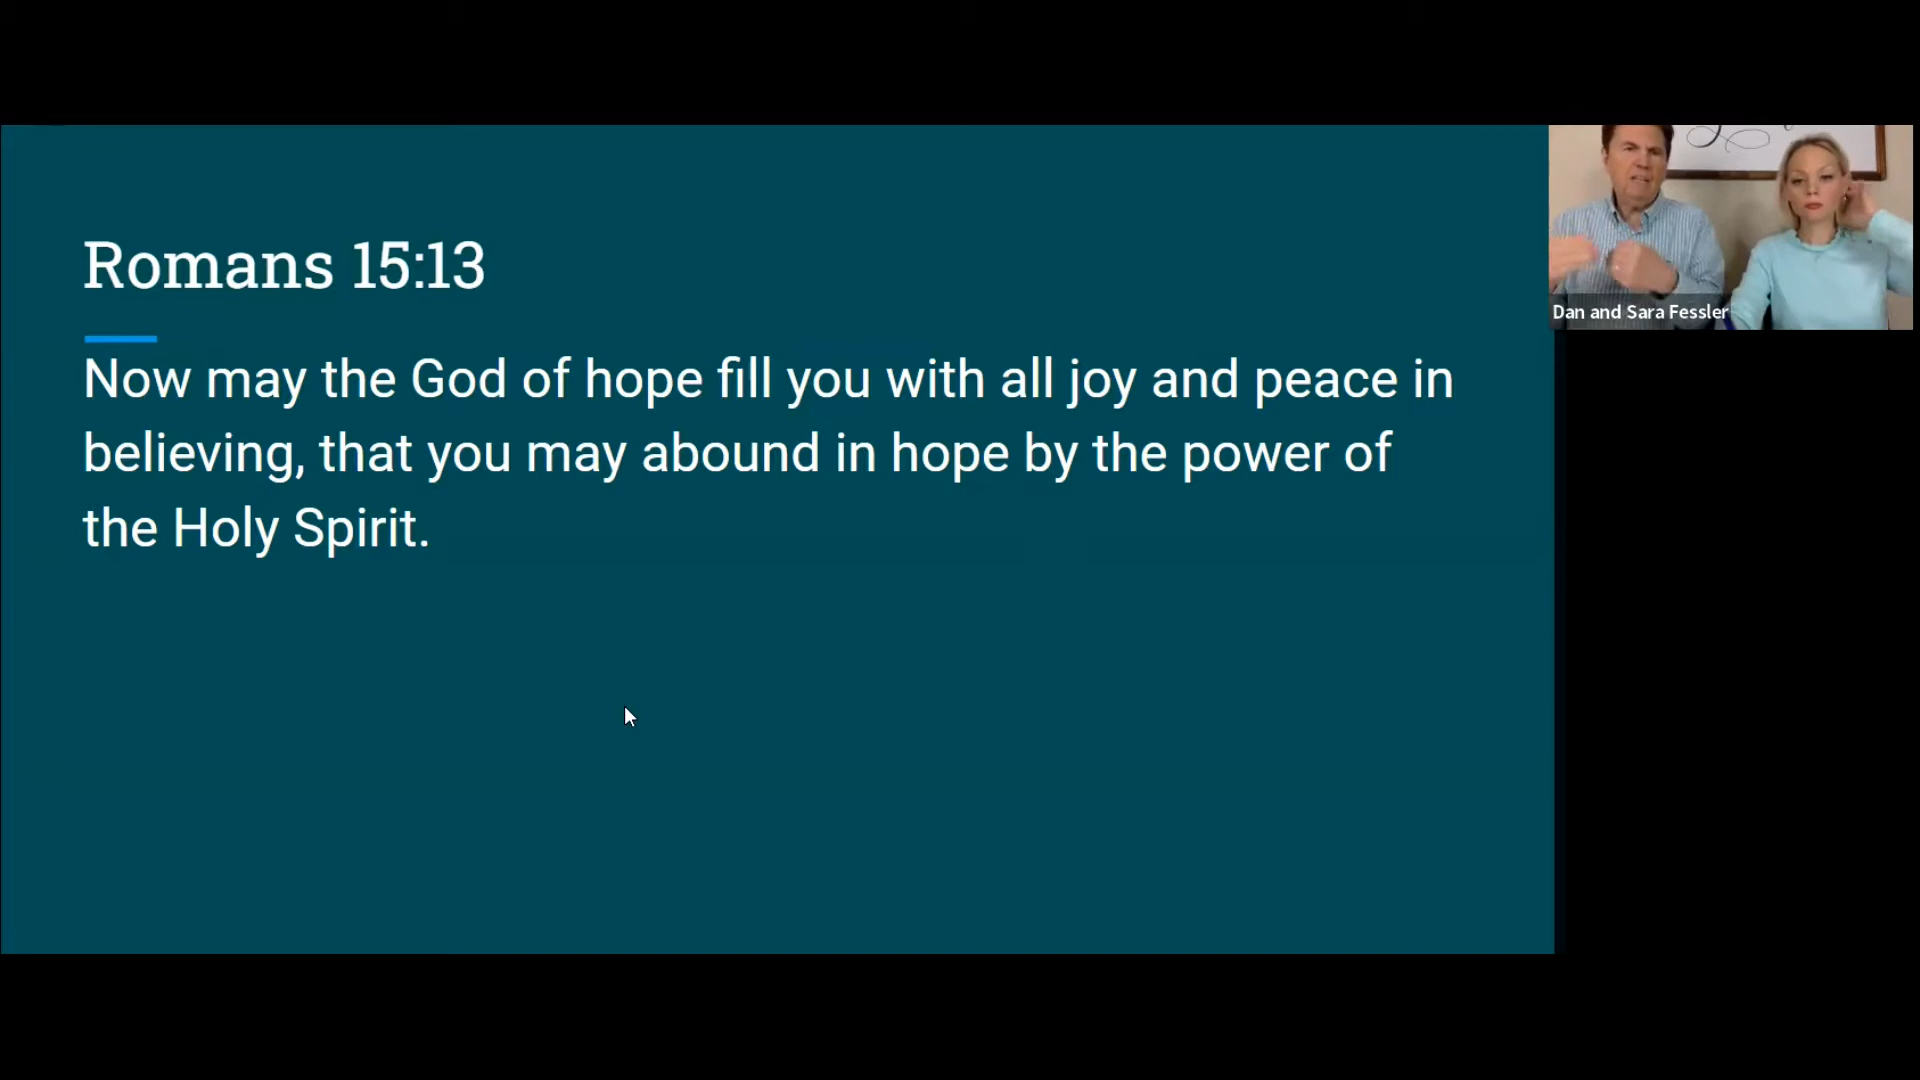 Romans 15:13
Now may the God of hope fill you with all joy and peace in
believing, that you may abound in hope by the power of
the Holy Spirit.
Dan and Sara Fessler